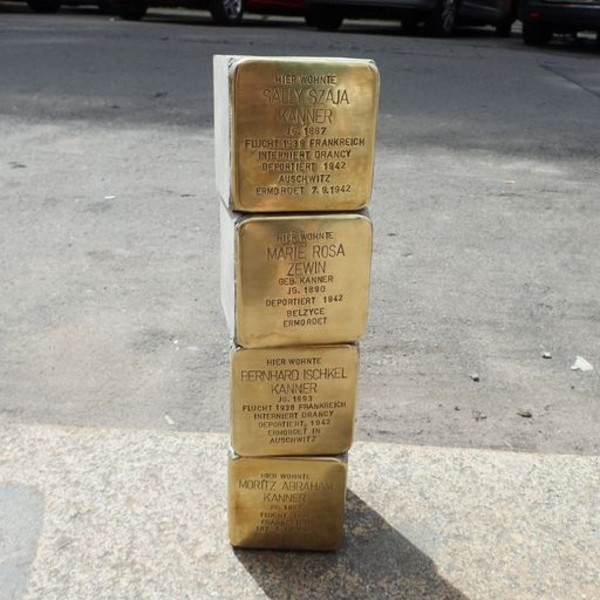 HIER WOHNTE
SALLY SZAJA
KANNER
JG. 1887
FLUCHT 1939 FRANKREICH
INTERNIERT DRANCY
DEPORTIERT 1942
AUSCHWITZ
ERMORDET 7.9.1942
HIER WOHNTE
MARIE ROSA
ZEWIN
GEB. KANNER
JG. 1890
DEPORTIERT 1942
BELZYCE
ERMORDET
HIER WOHNTE
BERNHARD ISCHKEL
KANNER
JG. 1893
FLUCHT 1938 FRANKREICH
INTERNIERT DRANCY
DEPORTIERT 1942
ERMORDET IN
AUSCHWITZ
HIER WOHNTE
MORITZ ABRAHAM
KANNER
JG.
FLUCHT